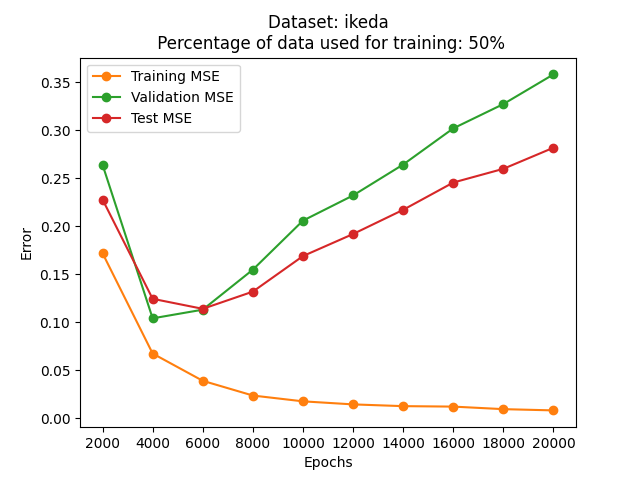 Dataset: ikeda
Percentage of data used for training: 50%
Training MSE
Validation MSE
Test MSE
0.35
0.30
0.25
0.20
0.15
0.10
0.05
0.00
Error
2000 4000 6000 8000 10000 12000 14000 16000 18000 20000
Epochs